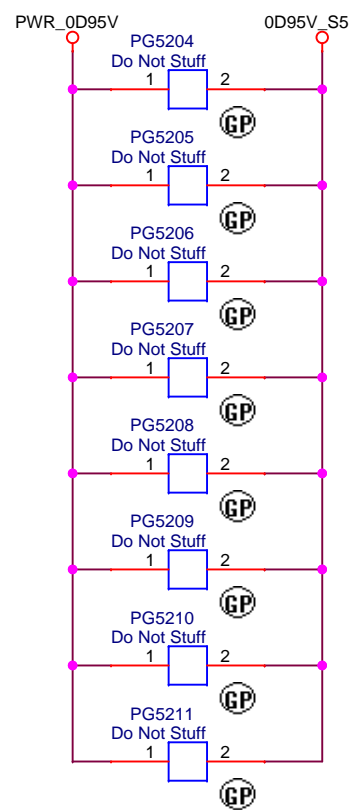 PWR_0D95V 0D95V_S5
PG5204
Do Not Stuff
1 2
GP
PG5205
Do Not Stuff
1 2
GP
PG5206
Do Not Stuff
1 2
GP
PG5207
Do Not Stuff
1 2
GP
PG5208
Do Not Stuff
1 2
GP
PG5209
Do Not Stuff
1 2
GP
PG5210
Do Not Stuff
1 2
GP
PG5211
Do Not Stuff
1 2
GP